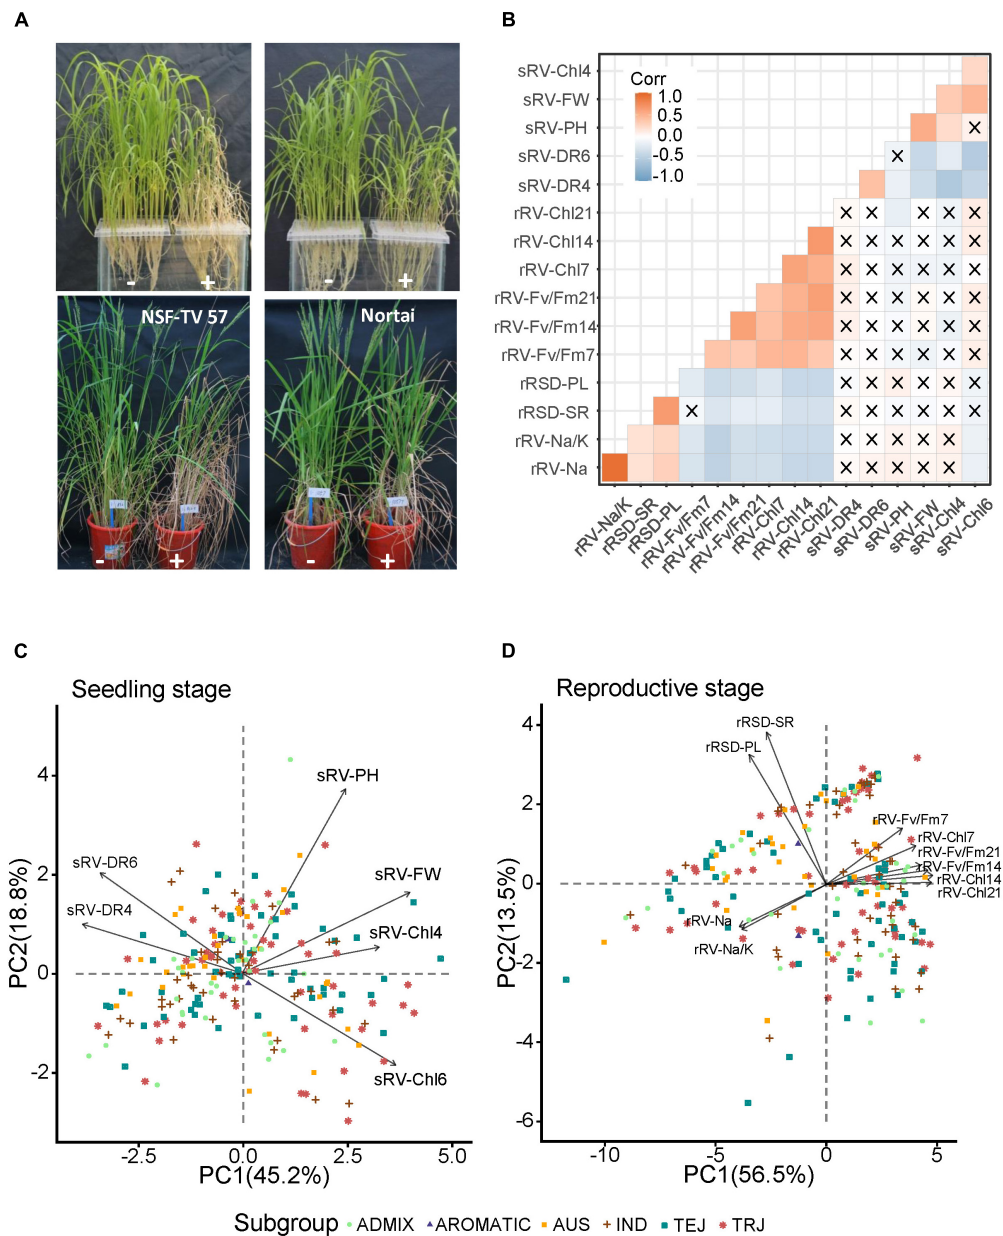 A
B
- +
- +
NSF-TV 57
Nortai
- +
- +
Corr
1.0
0.5
0.0
-0.5
-1.0
sRV-Chl4
sRV-FW
sRV-PH
sRV-DR6
sRV-DR4
rRV-Chl21
rRV-Chl14
rRV-Chl7
rRV-Fv/Fm21
rRV-Fv/Fm14
rRV-Fv/Fm7
rRSD-PL
rRSD-SR
rRV-Na/K
rRV-Na
rRV-Na/K
rRSD-SR
rRSD-PL
rRV-Fv/Fm7
rRV-Fv/Fm14
rRV-Fv/Fm21
rRV-Chl7
rRV-Chl14
rRV-Chl21
sRV-DR4
sRV-DR6
sRV-PH
sRV-FW
sRV-Chl4
sRV-Chl6
C
Seedling stage
PC2(18.8%)
4
2
0
-2
sRV-PH
sRV-DR6
sRV-FW
sRV-DR4
sRV-Chl4
sRV-Chl6
-2.5
0.0
2.5
5.0
PC1(45.2%)
D
Reproductive stage
PC2(13.5%)
4
2
0
-2
-4
-6
rRSD-SR
rRSD-PL
rRV-Fv/Fm7
rRV-Chl7
rRV-Fv/Fm21
rRV-Fv/Fm14
rRV-Chl14
rRV-Chl21
rRV-Na
rRV-Na/K
-10
-5
0
5
PC1(56.5%)
Subgroup ADMIX AROMATIC AUS IND TEJ TRJ